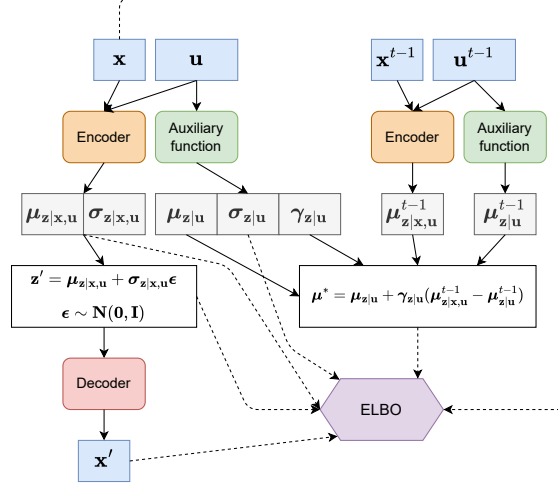 x
u
x^{t-1}
u^{t-1}
Encoder
Auxiliary
function
Encoder
Auxiliary
function
μ_{z|x,u}
σ_{z|x,u}
μ_{z|u}
σ_{z|u}
γ_{z|u}
μ^{t-1}_{z|x,u}
μ^{t-1}_{z|u}
z′ = μ_{z|x,u} + σ_{z|x,u}ϵ
ϵ ∼ N(0, I)
μ* = μ_{z|u} + γ_{z|u}(μ^{t-1}_{z|x,u} − μ^{t-1}_{z|u})
Decoder
ELBO
x′